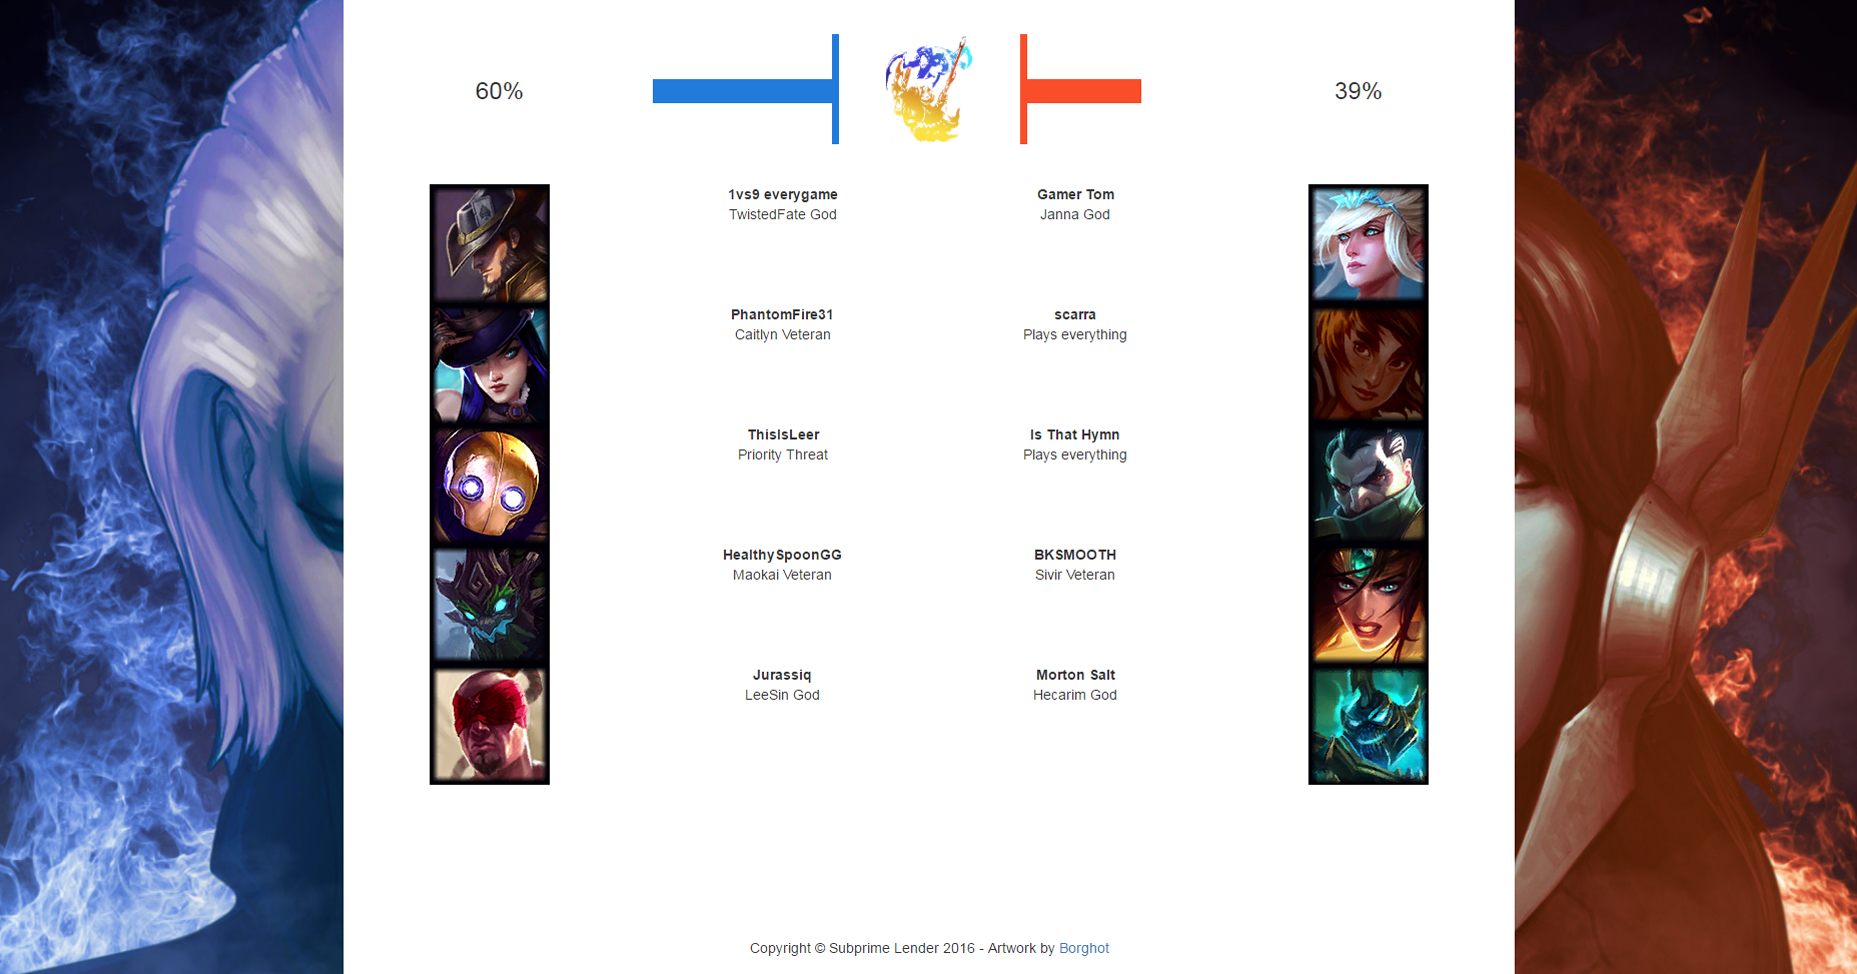 60%
39%
1vs9 everygame
TwistedFate God
Gamer Tom
Janna God
PhantomFire31
Caitlyn Veteran
scarra
Plays everything
ThisIsLeer
Priority Threat
Is That Hymn
Plays everything
HealthySpoonGG
Maokai Veteran
BKSMOOTH
Sivir Veteran
Jurassiq
LeeSin God
Morton Salt
Hecarim God
Copyright © Subprime Lender 2016 - Artwork by Borghot